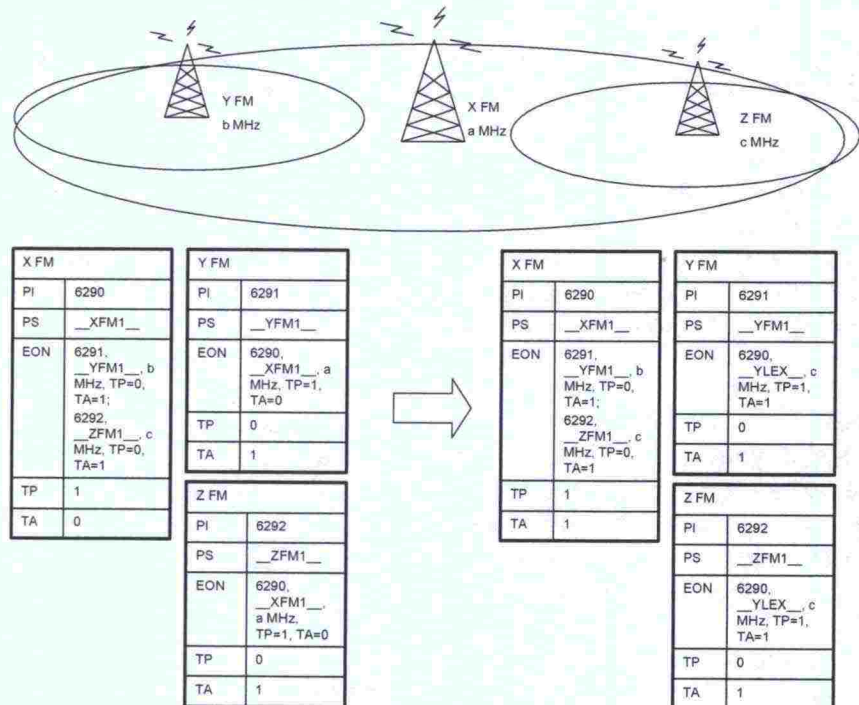 Y FM
b MHz
X FM
a MHz
Z FM
c MHz
X FM
PI 6290
PS __XFM1__
EON 6291,
__YFM1__, b
MHz, TP=0,
TA=1;
6292,
__ZFM1__, c
MHz, TP=0,
TA=1
TP 1
TA 0
Y FM
PI 6291
PS __YFM1__
EON 6290,
__XFM1__, a
MHz, TP=1,
TA=0
TP 0
TA 1
Z FM
PI 6292
PS __ZFM1__
EON 6290,
__XFM1__,
a MHz,
TP=1, TA=0
TP 0
TA 1
X FM
PI 6290
PS __XFM1__
EON 6291,
__YFM1__, b
MHz, TP=0,
TA=1;
6292,
__ZFM1__, c
MHz, TP=0,
TA=1
TP 1
TA 1
Y FM
PI 6291
PS __YFM1__
EON 6290,
__YLEX__, c
MHz, TP=1,
TA=1
TP 0
TA 1
Z FM
PI 6292
PS __ZFM1__
EON 6290,
__YLEX__, c
MHz, TP=1,
TA=1
TP 0
TA 1